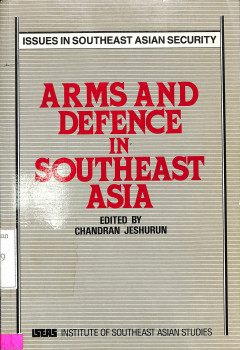 ISSUES IN SOUTHEAST ASIAN SECURITY
ARMS AND
DEFENCE
IN
SOUTHEAST
ASIA
EDITED BY
CHANDRAN JESHURUN
ISEAS INSTITUTE OF SOUTHEAST ASIAN STUDIES
9